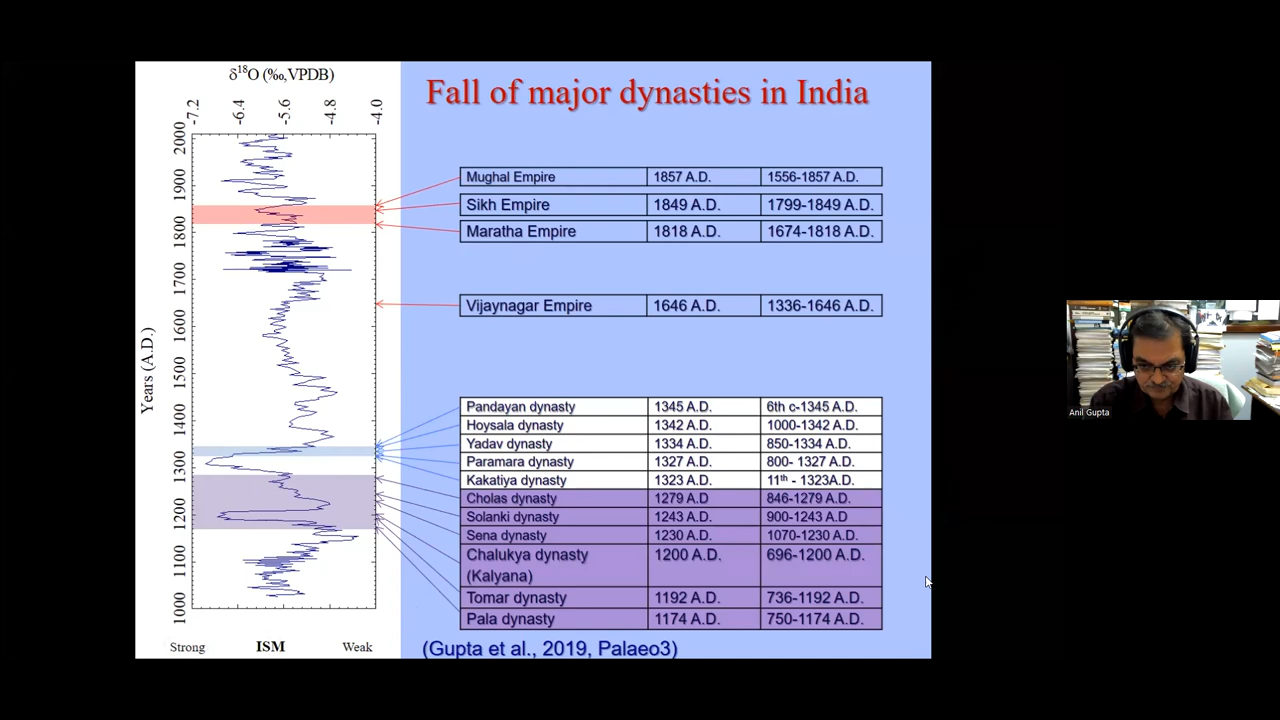 δ18O (‰,VPDB)
-7.2 -6.4 -5.6 -4.8 -4.0
Years (A.D.)
2000
1900
1800
1700
1600
1500
1400
1300
1200
1100
1000
Strong ISM Weak
Fall of major dynasties in India
Mughal Empire 1857 A.D. 1556-1857 A.D.
Sikh Empire 1849 A.D. 1799-1849 A.D.
Maratha Empire 1818 A.D. 1674-1818 A.D.
Vijaynagar Empire 1646 A.D. 1336-1646 A.D.
Pandayan dynasty 1345 A.D. 6th c-1345 A.D.
Hoysala dynasty 1342 A.D. 1000-1342 A.D.
Yadav dynasty 1334 A.D. 850-1334 A.D.
Paramara dynasty 1327 A.D. 800- 1327 A.D.
Kakatiya dynasty 1323 A.D. 11th - 1323A.D.
Cholas dynasty 1279 A.D 846-1279 A.D.
Solanki dynasty 1243 A.D. 900-1243 A.D
Sena dynasty 1230 A.D. 1070-1230 A.D.
Chalukya dynasty 1200 A.D. 696-1200 A.D.
(Kalyana)
Tomar dynasty 1192 A.D. 736-1192 A.D.
Pala dynasty 1174 A.D. 750-1174 A.D.
(Gupta et al., 2019, Palaeo3)
Anil Gupta